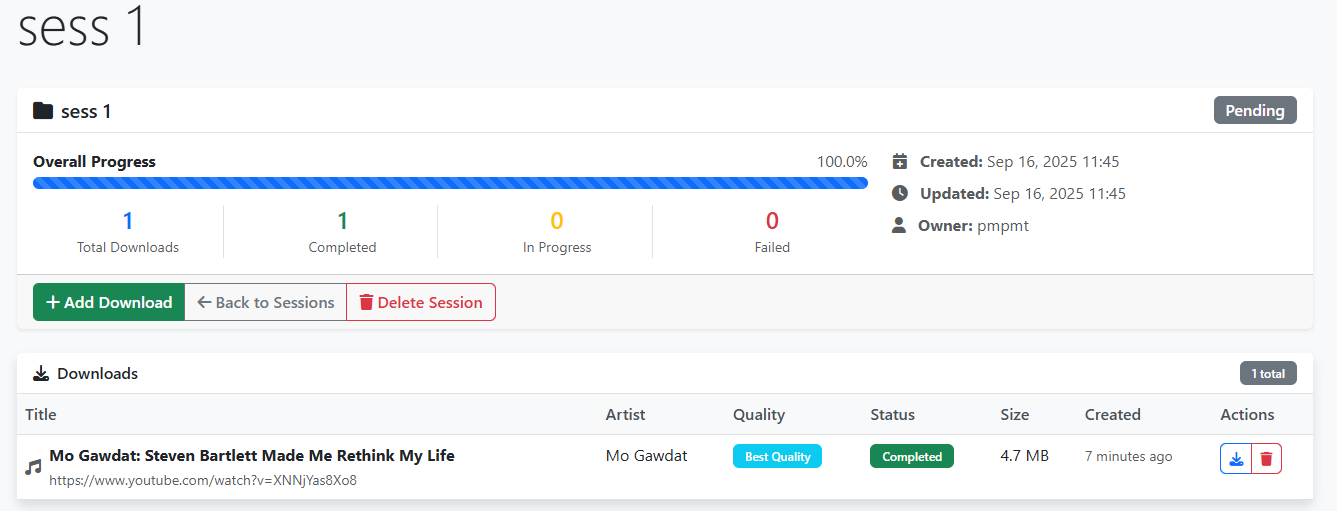 sess 1
sess 1
Pending
Overall Progress 100.0%
Created: Sep 16, 2025 11:45
Updated: Sep 16, 2025 11:45
Owner: pmpmt
1 1 0 0
Total Downloads Completed In Progress Failed
Add Download Back to Sessions Delete Session
Downloads 1 total
Title Artist Quality Status Size Created Actions
Mo Gawdat: Steven Bartlett Made Me Rethink My Life Mo Gawdat Best Quality Completed 4.7 MB 7 minutes ago
https://www.youtube.com/watch?v=XNNjYas8Xo8